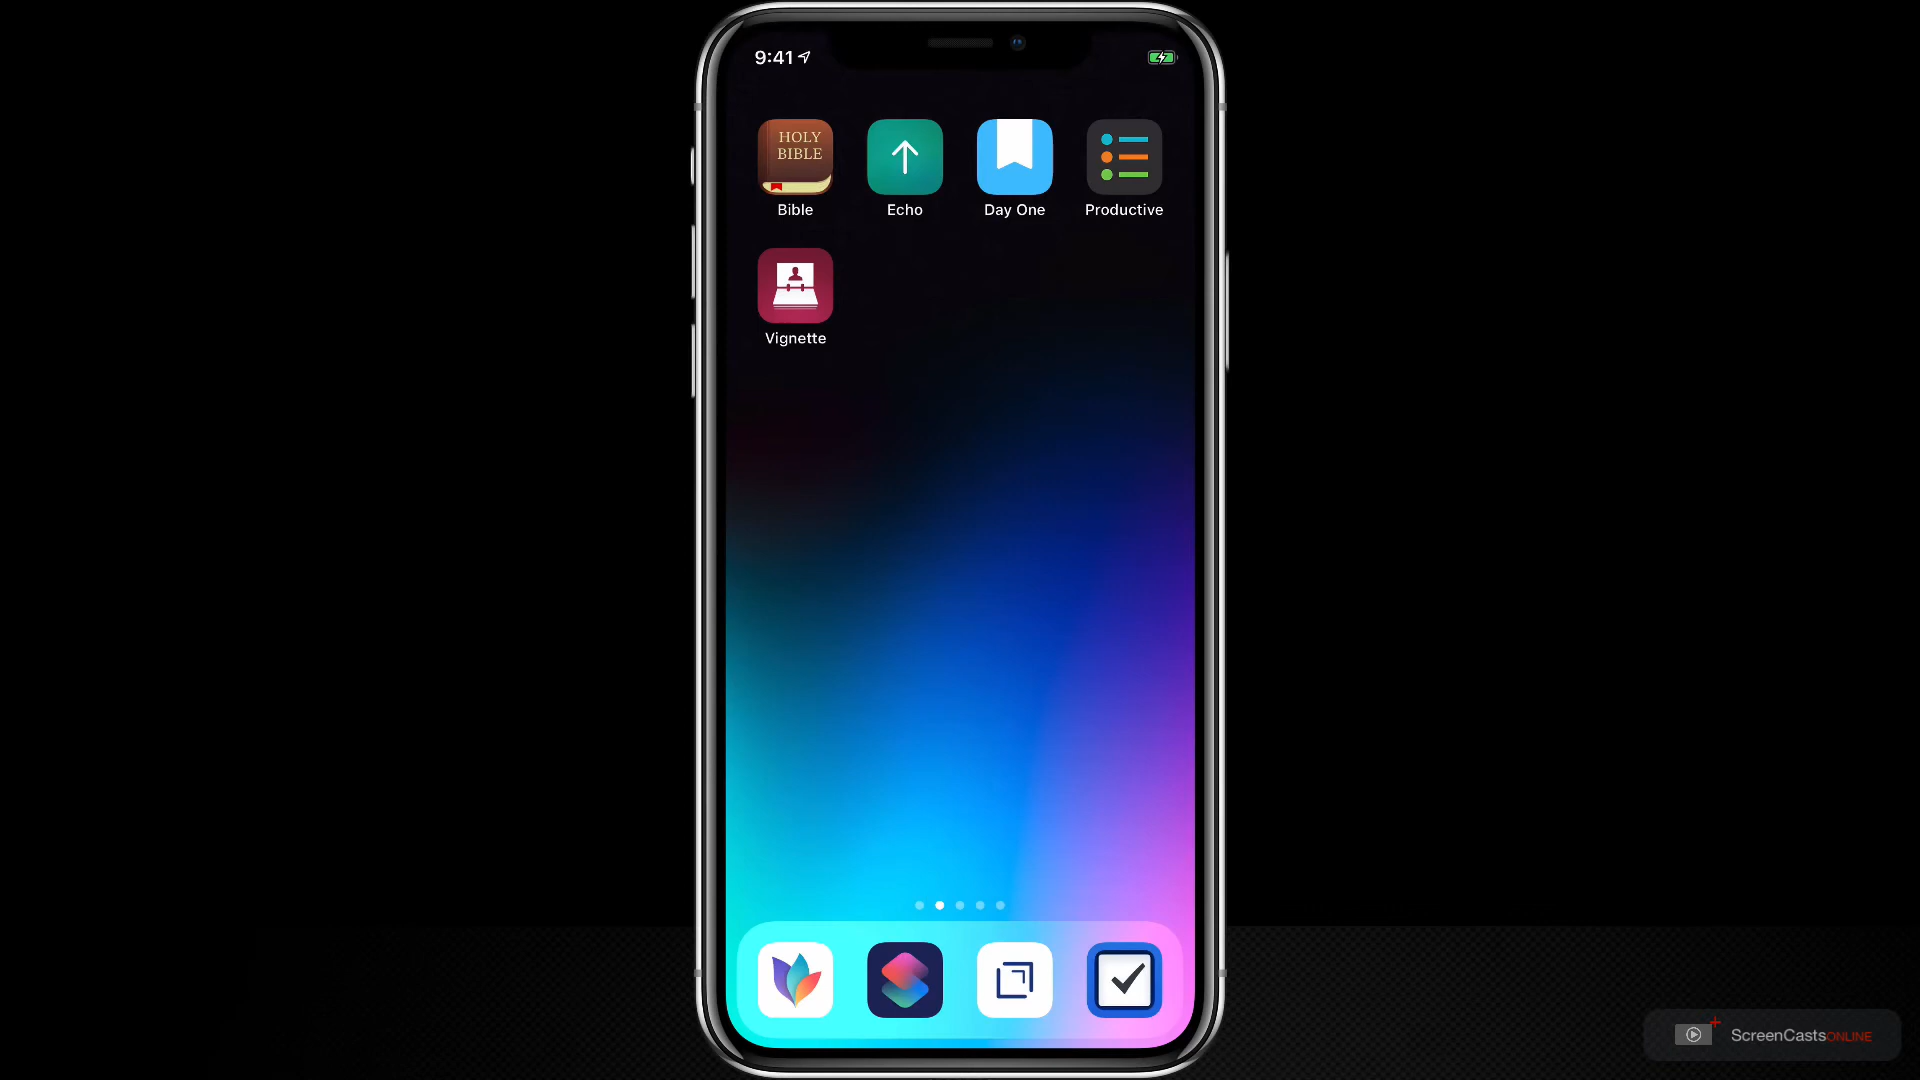 9:41
HOLY
BIBLE
Bible
Echo
Day One
Productive
Vignette
ScreenCastsONLINE